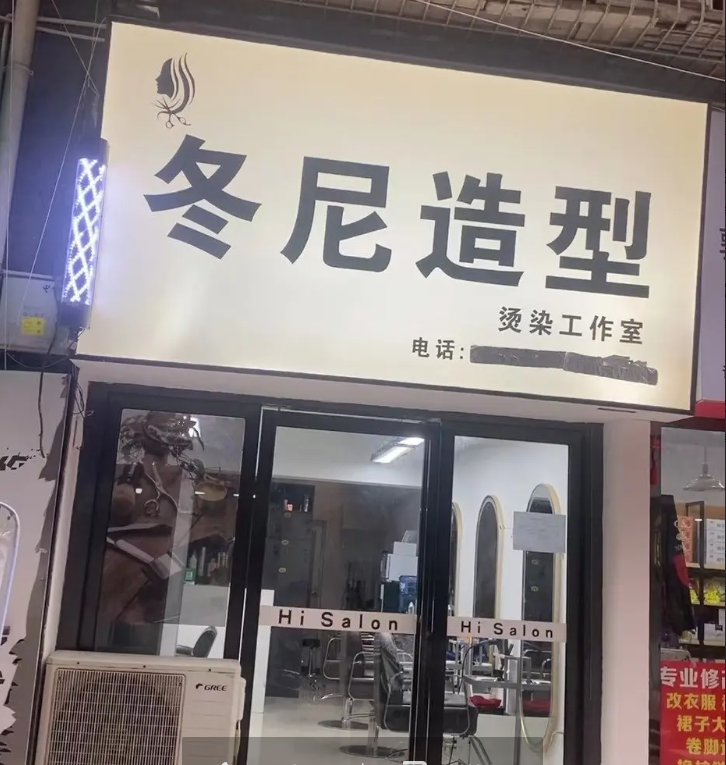 冬尼造型
烫染工作室
电话:
Hi Salon
Hi Salon
GREE
专业修
改衣服
裙子大
卷脚